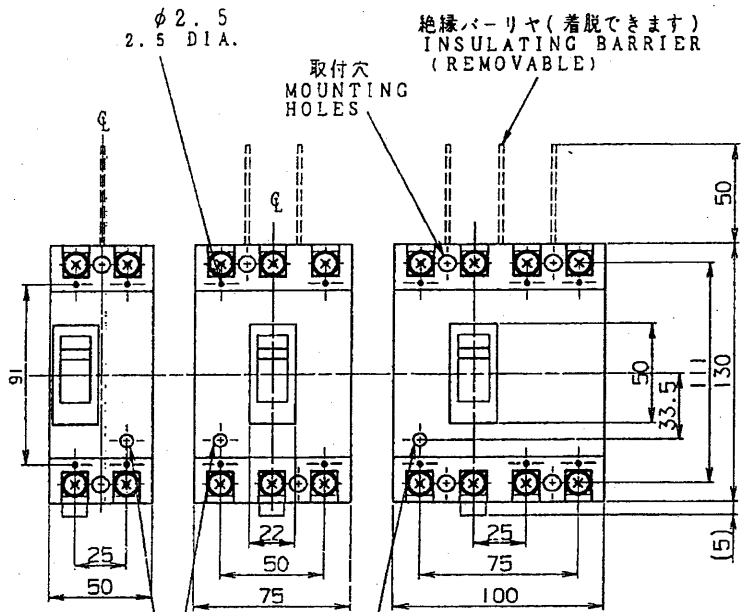 φ2.5
2.5 DIA.
絶縁バーリヤ(着脱できます)
INSULATING BARRIER
(REMOVABLE)
取付穴
MOUNTING
HOLES
℄
℄
50
91
50
33.5
111
130
(5)
25
50
22
50
75
25
75
100